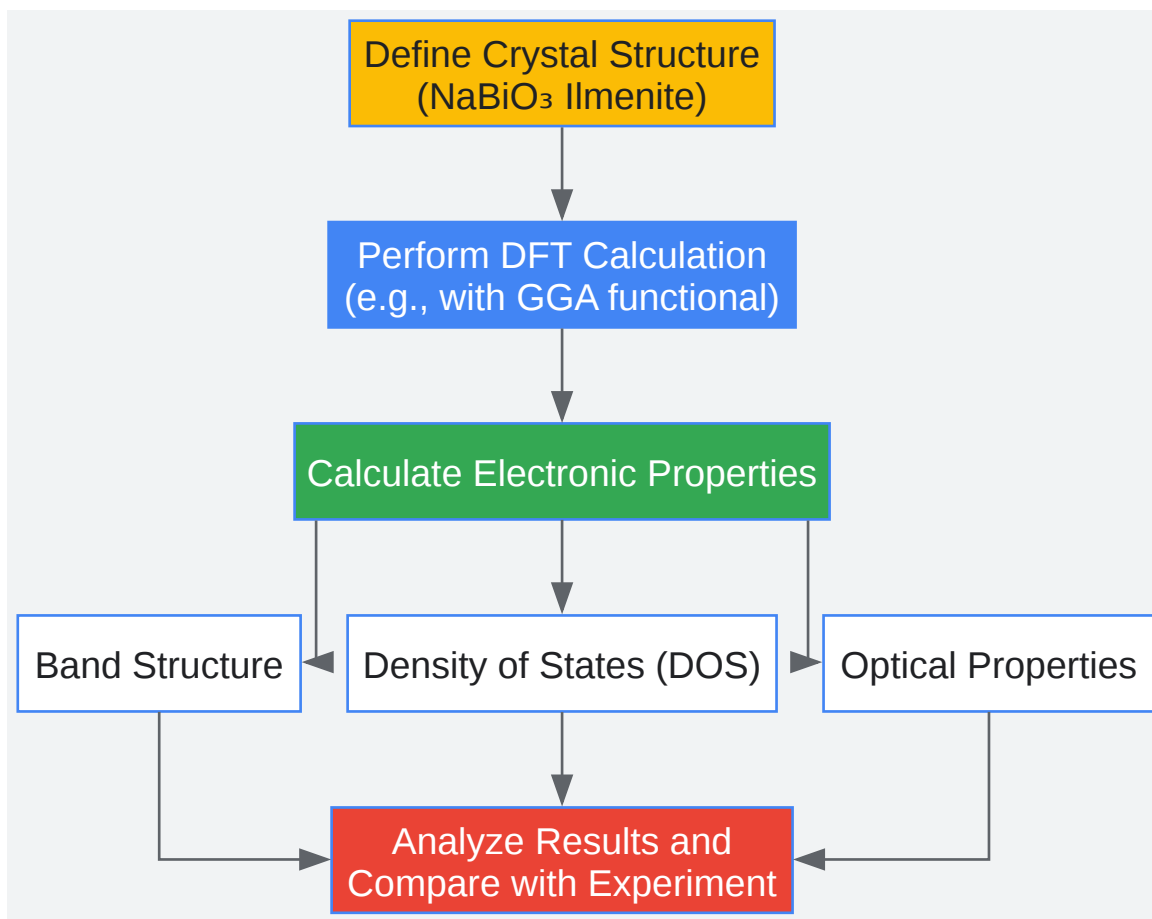 Define Crystal Structure
(NaBiO₃ Ilmenite)
Perform DFT Calculation
(e.g., with GGA functional)
Calculate Electronic Properties
Band Structure
Density of States (DOS)
Optical Properties
Analyze Results and
Compare with Experiment